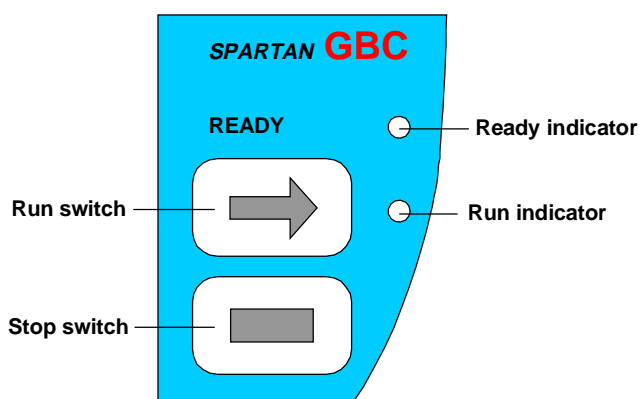 SPARTAN GBC
READY
Ready indicator
Run switch
Run indicator
Stop switch